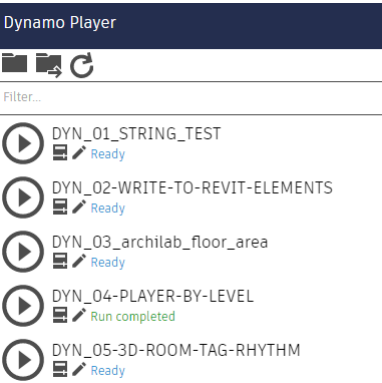 Dynamo Player
Filter...
DYN_01_STRING_TEST
Ready
DYN_02-WRITE-TO-REVIT-ELEMENTS
Ready
DYN_03_archilab_floor_area
Ready
DYN_04-PLAYER-BY-LEVEL
Run completed
DYN_05-3D-ROOM-TAG-RHYTHM
Ready